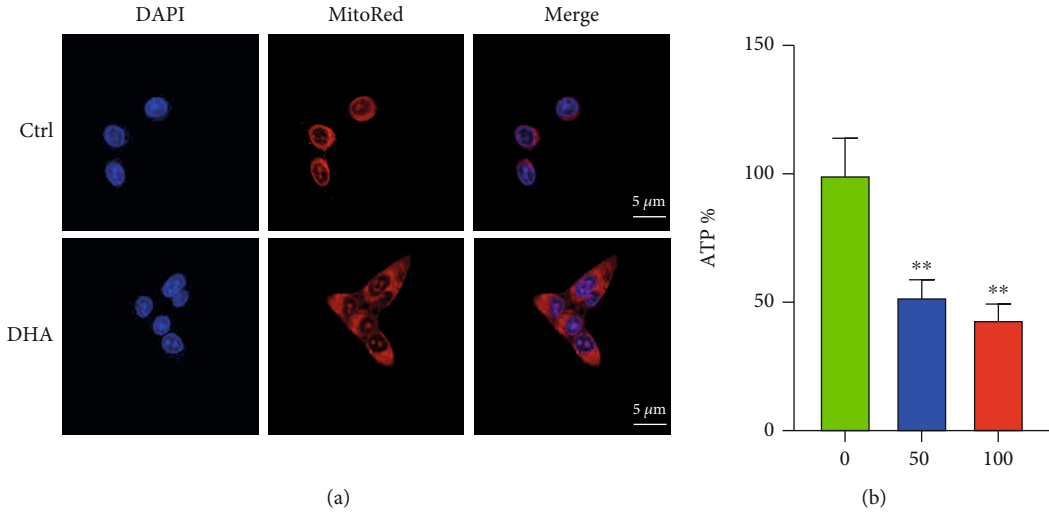 DAPI MitoRed Merge
Ctrl
5 μm
DHA
5 μm
(a)
150
100
50
0
ATP %
**
**
0 50 100
(b)